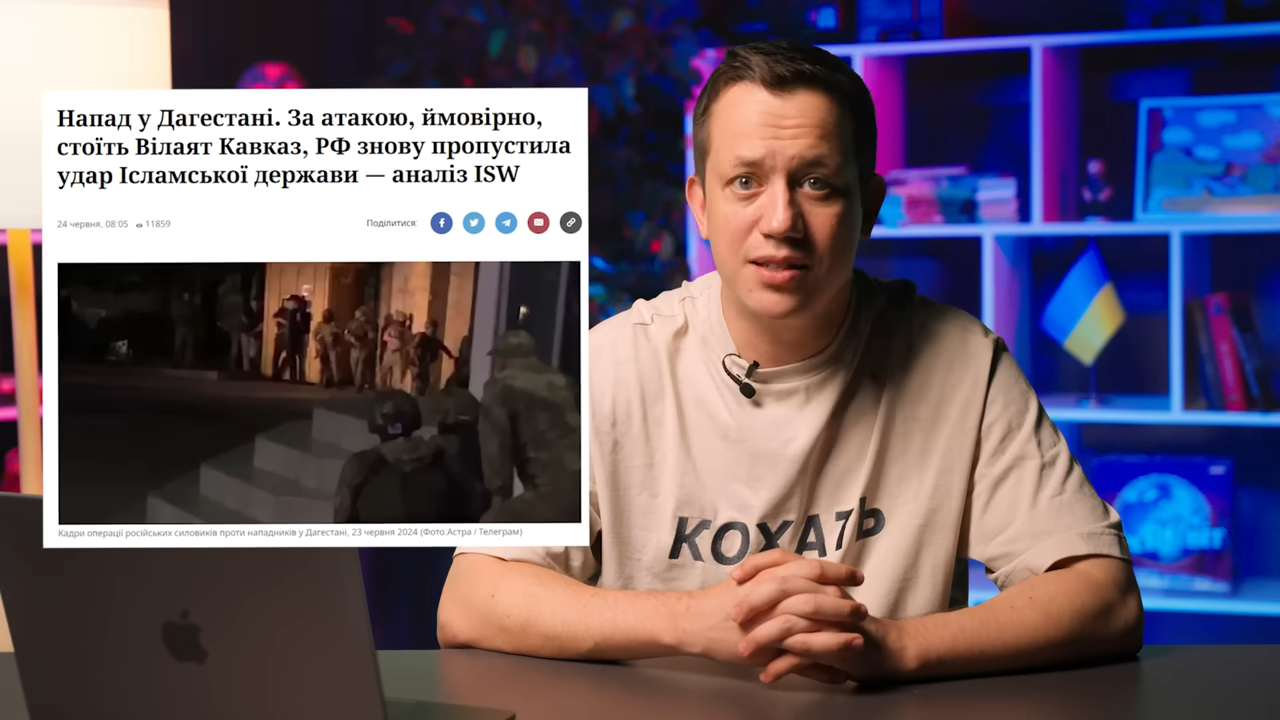 Напад у Дагестані. За атакою, ймовірно,
стоїть Вілаят Кавказ, РФ знову пропустила
удар Ісламської держави — аналіз ISW
24 червня, 08:05 11859
Поділитися:
Кадри операції російських силовиків проти нападників у Дагестані, 23 червня 2024 (Фото:Астра / Телеграм)
КОХАТЬ